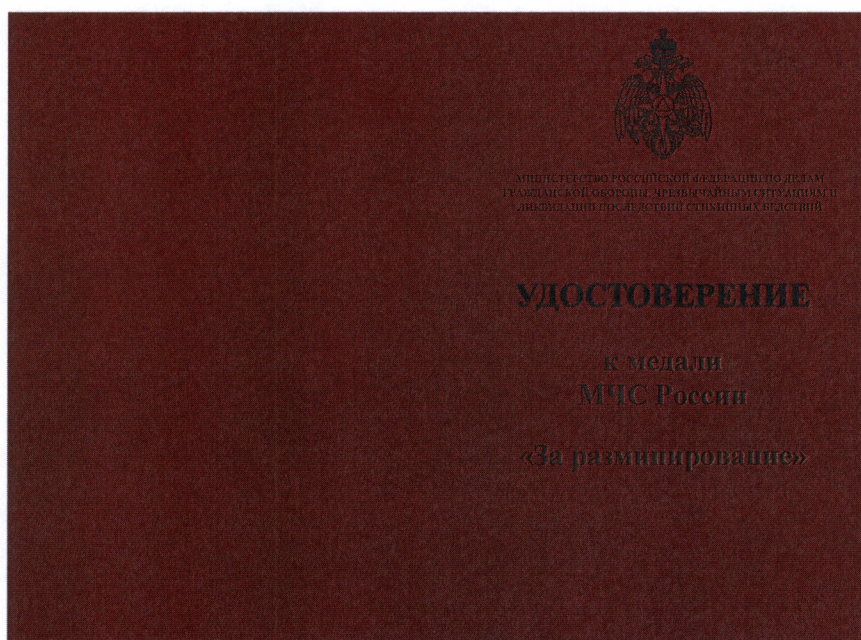 МИНИСТЕРСТВО РОССИЙСКОЙ ФЕДЕРАЦИИ ПО ДЕЛАМ
ГРАЖДАНСКОЙ ОБОРОНЫ, ЧРЕЗВЫЧАЙНЫМ СИТУАЦИЯМ И
ЛИКВИДАЦИИ ПОСЛЕДСТВИЙ СТИХИЙНЫХ БЕДСТВИЙ
УДОСТОВЕРЕНИЕ
к медали
МЧС России
«За разминирование»